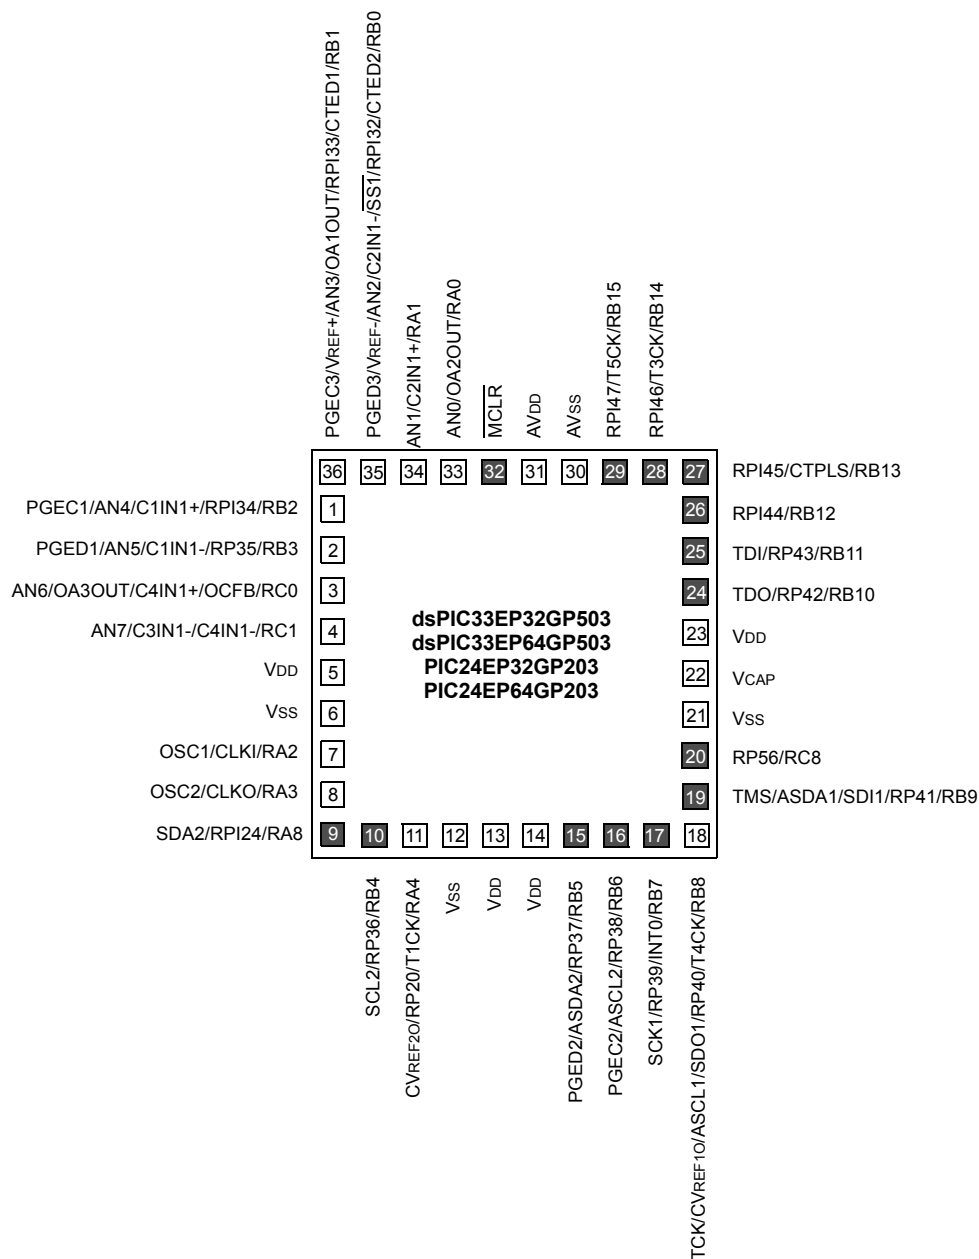 PGEC3/VREF+/AN3/OA1OUT/RPI33/CTED1/RB1
PGED3/VREF-/AN2/C2IN1-/SS1/RPI32/CTED2/RB0
AN1/C2IN1+/RA1
AN0/OA2OUT/RA0
MCLR
AVDD
AVSS
RPI47/T5CK/RB15
RPI46/T3CK/RB14
36 35 34 33 32 31 30 29 28 27 RPI45/CTPLS/RB13
PGEC1/AN4/C1IN1+/RPI34/RB2 1
26 RPI44/RB12
PGED1/AN5/C1IN1-/RP35/RB3 2
25 TDI/RP43/RB11
AN6/OA3OUT/C4IN1+/OCFB/RC0 3
24 TDO/RP42/RB10
AN7/C3IN1-/C4IN1-/RC1 4
23 VDD
VDD 5
22 VCAP
VSS 6
21 VSS
OSC1/CLKI/RA2 7
20 RP56/RC8
OSC2/CLKO/RA3 8
19 TMS/ASDA1/SDI1/RP41/RB9
dsPIC33EP32GP503
dsPIC33EP64GP503
PIC24EP32GP203
PIC24EP64GP203
SDA2/RPI24/RA8 9 10 11 12 13 14 15 16 17 18
SCL2/RP36/RB4
CVREF2O/RP20/T1CK/RA4
VSS
VDD
VDD
PGED2/ASDA2/RP37/RB5
PGEC2/ASCL2/RP38/RB6
SCK1/RP39/INT0/RB7
TCK/CVREF1O/ASCL1/SDO1/RP40/T4CK/RB8